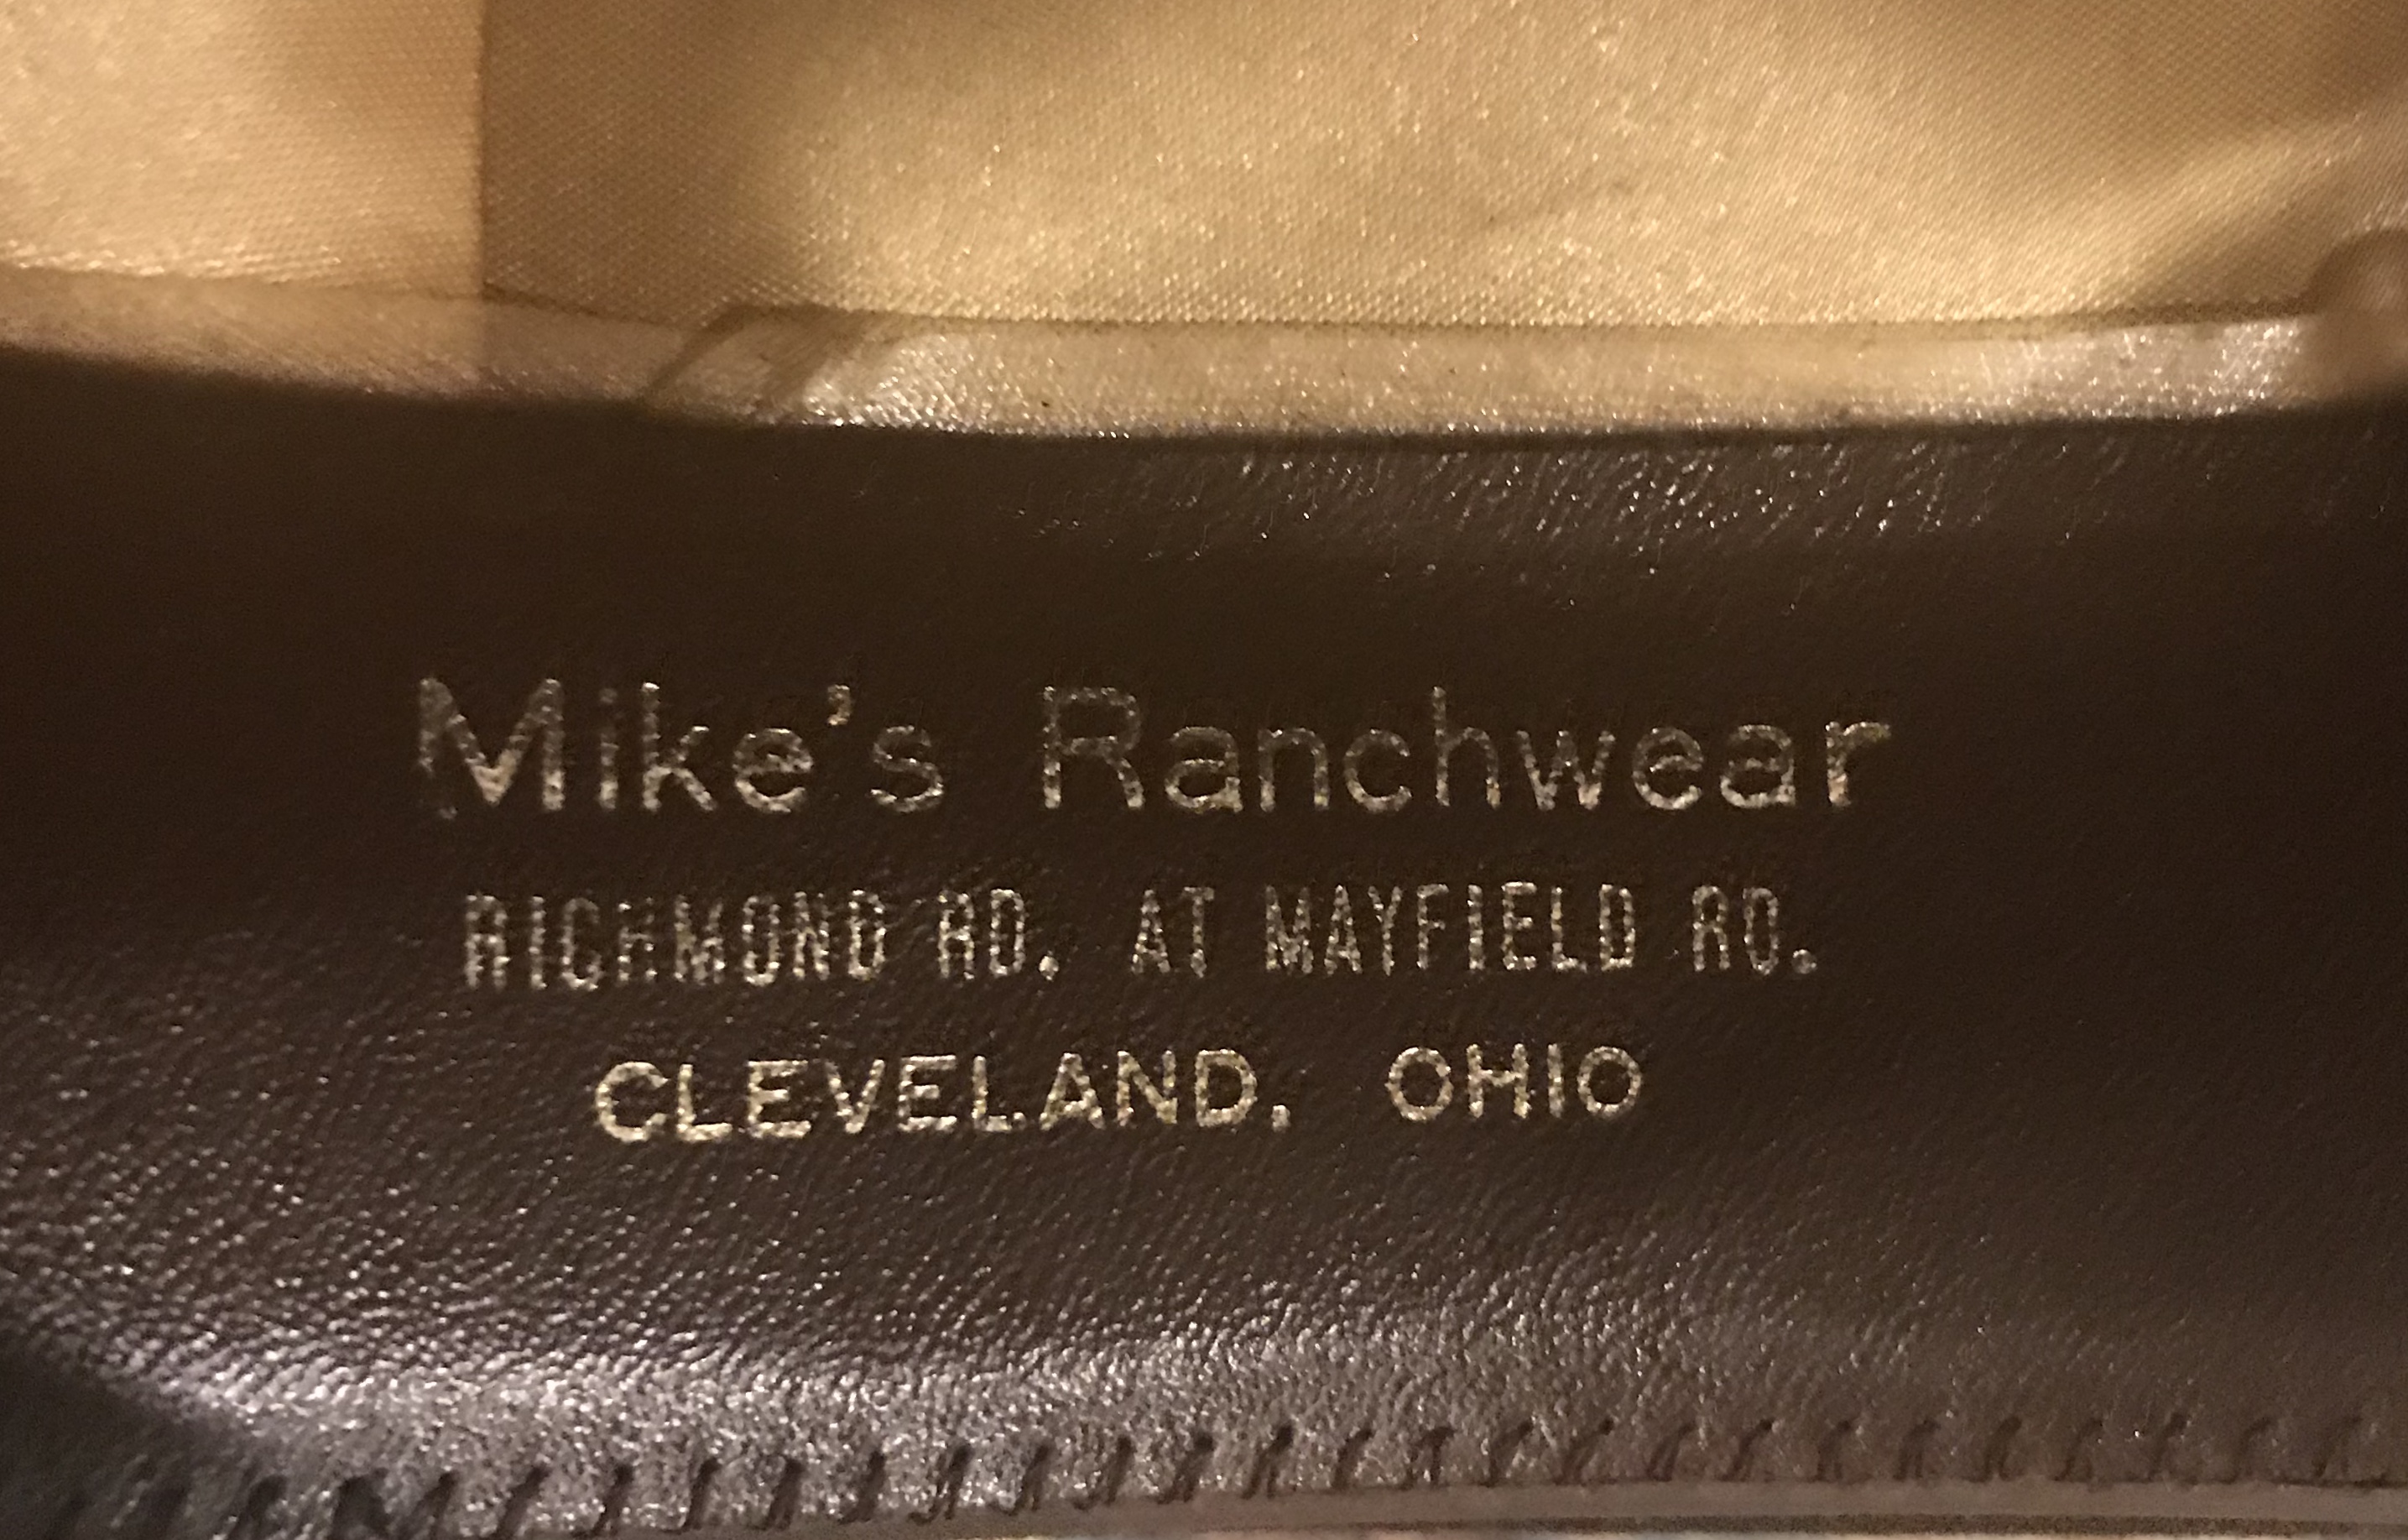 Mike's Ranchwear
RICHMOND RD. AT MAYFIELD RD.
CLEVELAND, OHIO